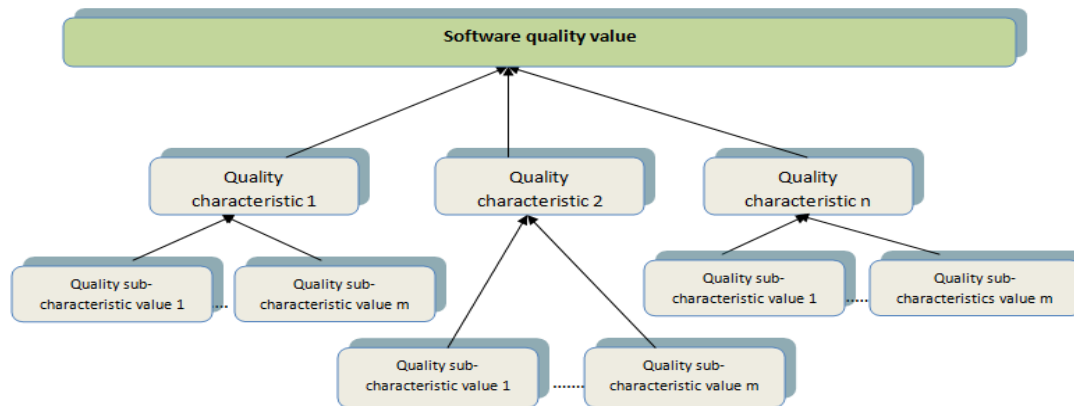 Software quality value
Quality
characteristic 1
Quality
characteristic 2
Quality
characteristic n
Quality sub-
characteristic value 1
.....
Quality sub-
characteristic value m
Quality sub-
characteristic value 1
......
Quality sub-
characteristics value m
Quality sub-
characteristic value 1
........
Quality sub-
characteristic value m